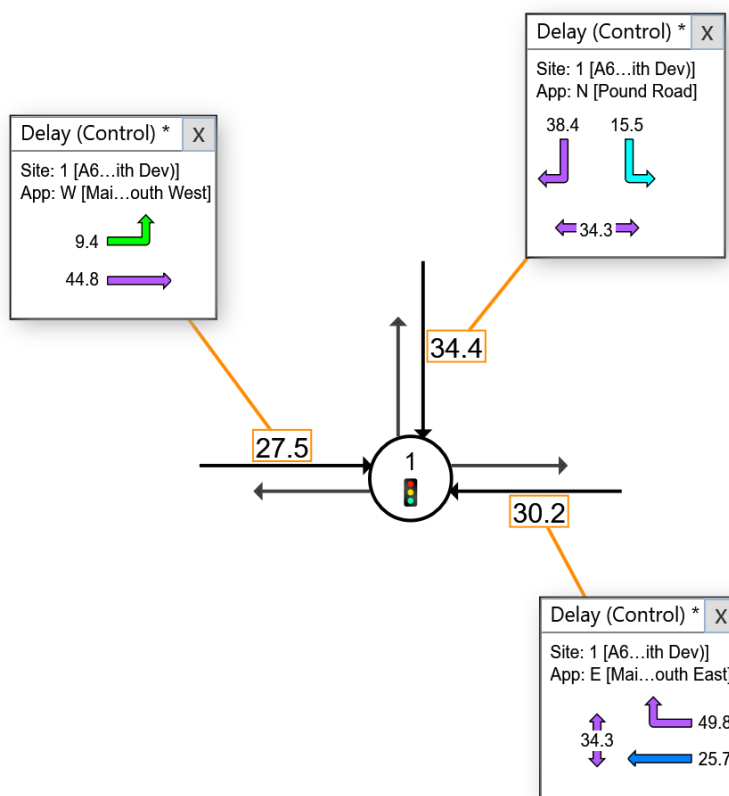 Delay (Control) * X
Site: 1 [A6...ith Dev)]
App: N [Pound Road]
38.4 15.5
34.3
Delay (Control) * X
Site: 1 [A6...ith Dev)]
App: W [Mai...outh West]
9.4
44.8
34.4
27.5
1
30.2
Delay (Control) * X
Site: 1 [A6...ith Dev)]
App: E [Mai...outh East]
49.8
34.3
25.7